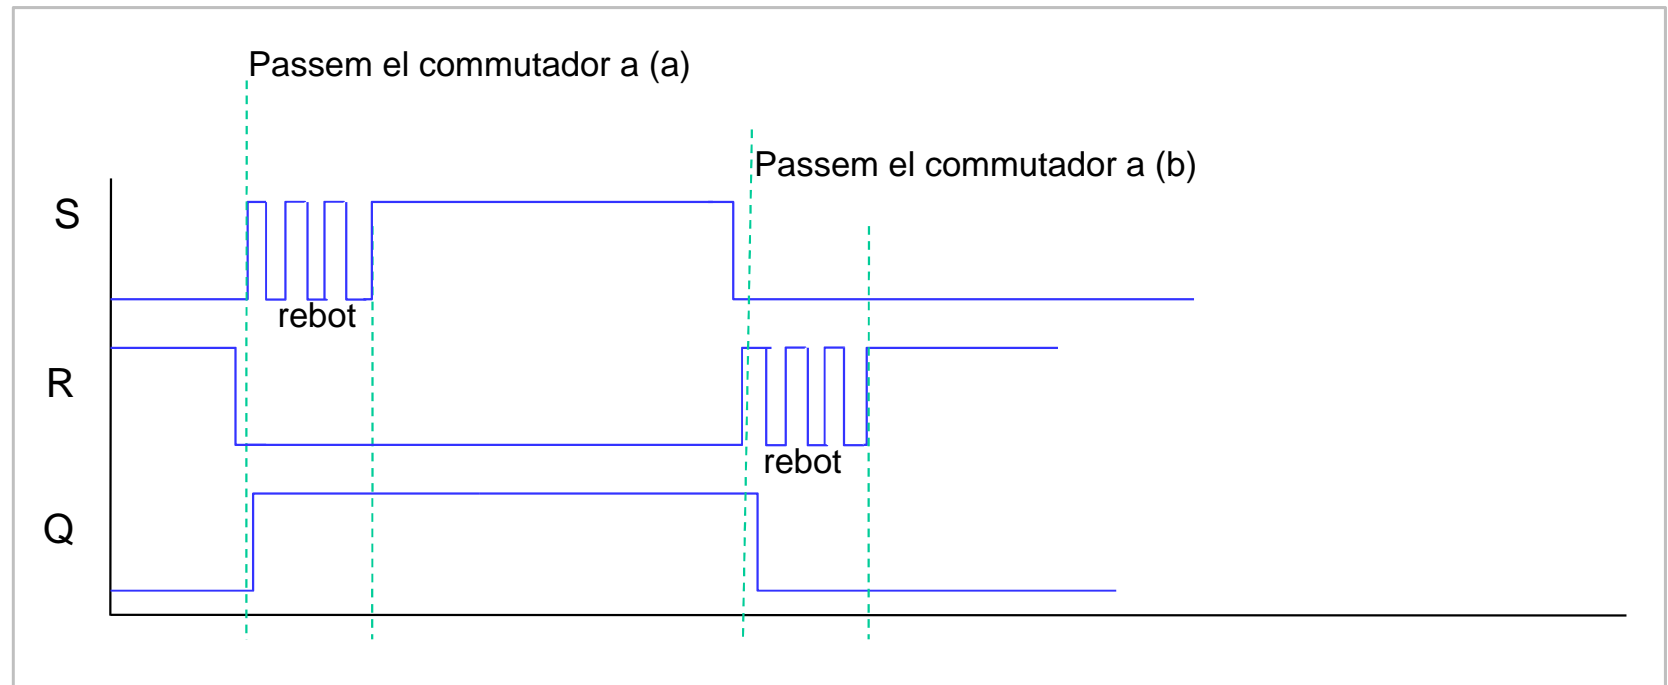 Passem el commutador a (a)
Passem el commutador a (b)
S
rebot
R
rebot
Q